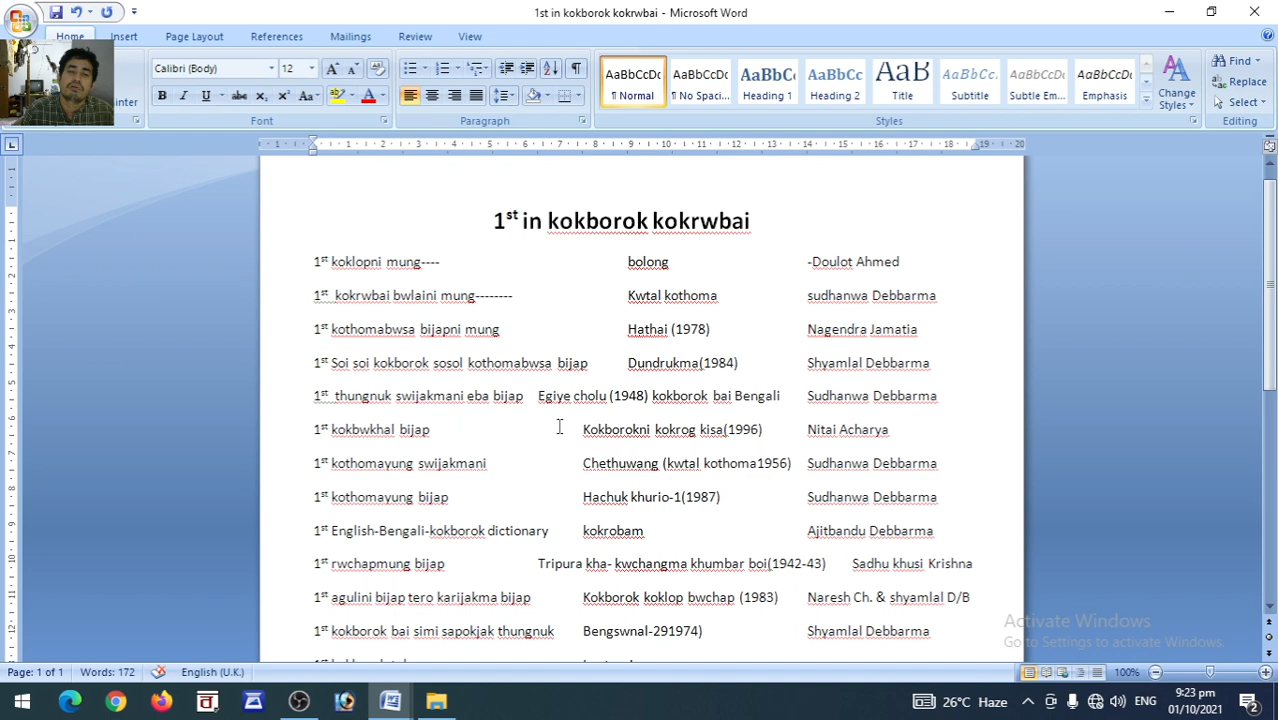 1st in kokborok kokrwbai - Microsoft Word
Home Insert Page Layout References Mailings Review View
Calibri (Body) 12
AaBbCcDc AaBbCcDc AaBbCc AaBbCc AaB AaBbCcL AaBbCcDc AaBbCcDc
¶ Normal ¶ No Spaci... Heading 1 Heading 2 Title Subtitle Subtle Em... Emphasis
Change Styles
Find
Replace
Select
Font Paragraph Styles Editing
1st in kokborok kokrwbai
1st koklopni mung---- bolong -Doulot Ahmed
1st kokrwbai bwlaini mung-------- Kwtal kothoma sudhanwa Debbarma
1st kothomabwsa bijapni mung Hathai (1978) Nagendra Jamatia
1st Soi soi kokborok sosol kothomabwsa bijap Dundrukma(1984) Shyamlal Debbarma
1st thungnuk swijakmani eba bijap Egiye cholu (1948) kokborok bai Bengali Sudhanwa Debbarma
1st kokbwkhal bijap Kokborokni kokrog kisa(1996) Nitai Acharya
1st kothomayung swijakmani Chethuwang (kwtal kothoma1956) Sudhanwa Debbarma
1st kothomayung bijap Hachuk khurio-1(1987) Sudhanwa Debbarma
1st English-Bengali-kokborok dictionary kokrobam Ajitbandu Debbarma
1st rwchapmung bijap Tripura kha- kwchangma khumbar boi(1942-43) Sadhu khusi Krishna
1st agulini bijap tero karijakma bijap Kokborok koklop bwchap (1983) Naresh Ch. & shyamlal D/B
1st kokborok bai simi sapokjak thungnuk Bengswnal-291974) Shyamlal Debbarma
Activate Windows
Go to Settings to activate Windows.
Page: 1 of 1 Words: 172 English (U.K.) 100%
26°C Haze ENG 9:23 pm
01/10/2021